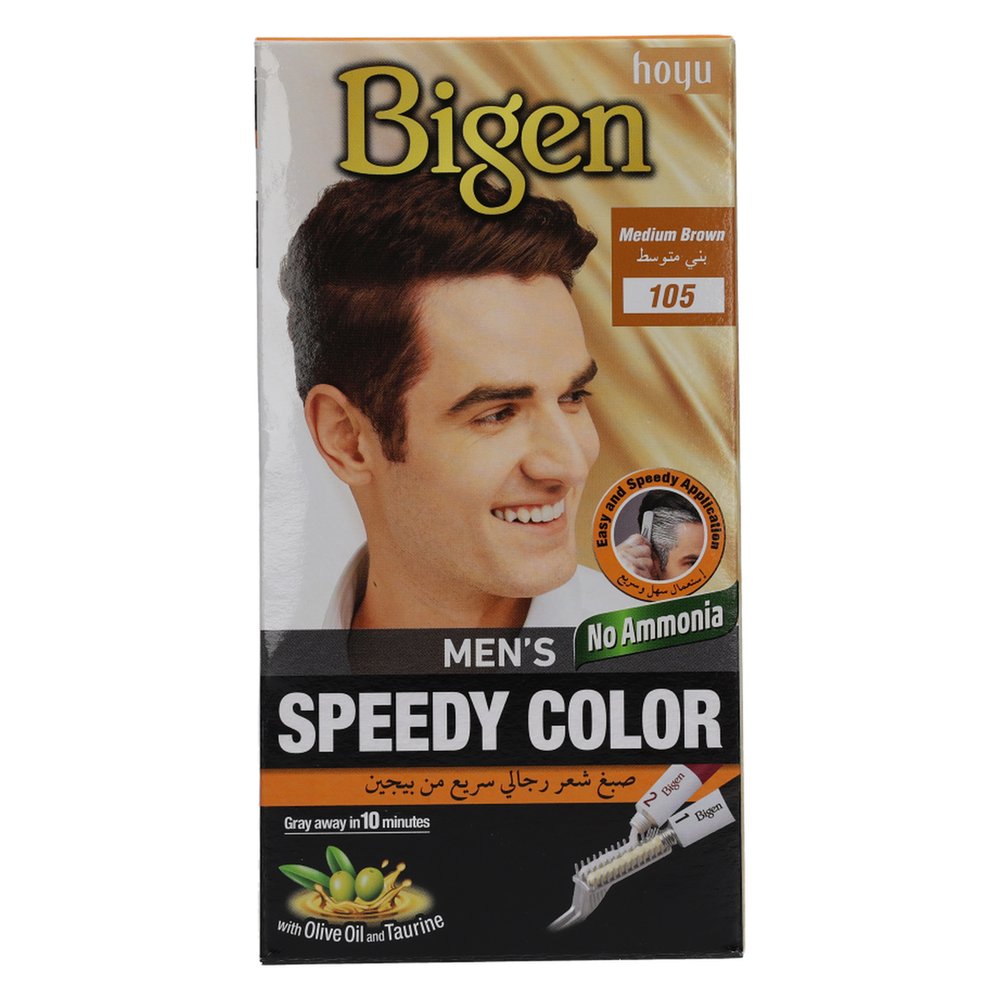 hoyu
Bigen
Medium Brown
بني متوسط
105
Easy and Speedy Application
إستعمال سهل وسريع
No Ammonia
MEN'S
SPEEDY COLOR
صبغ شعر رجالي سريع من بيجين
Gray away in 10 minutes
2 Bigen
1 Bigen
with Olive Oil and Taurine